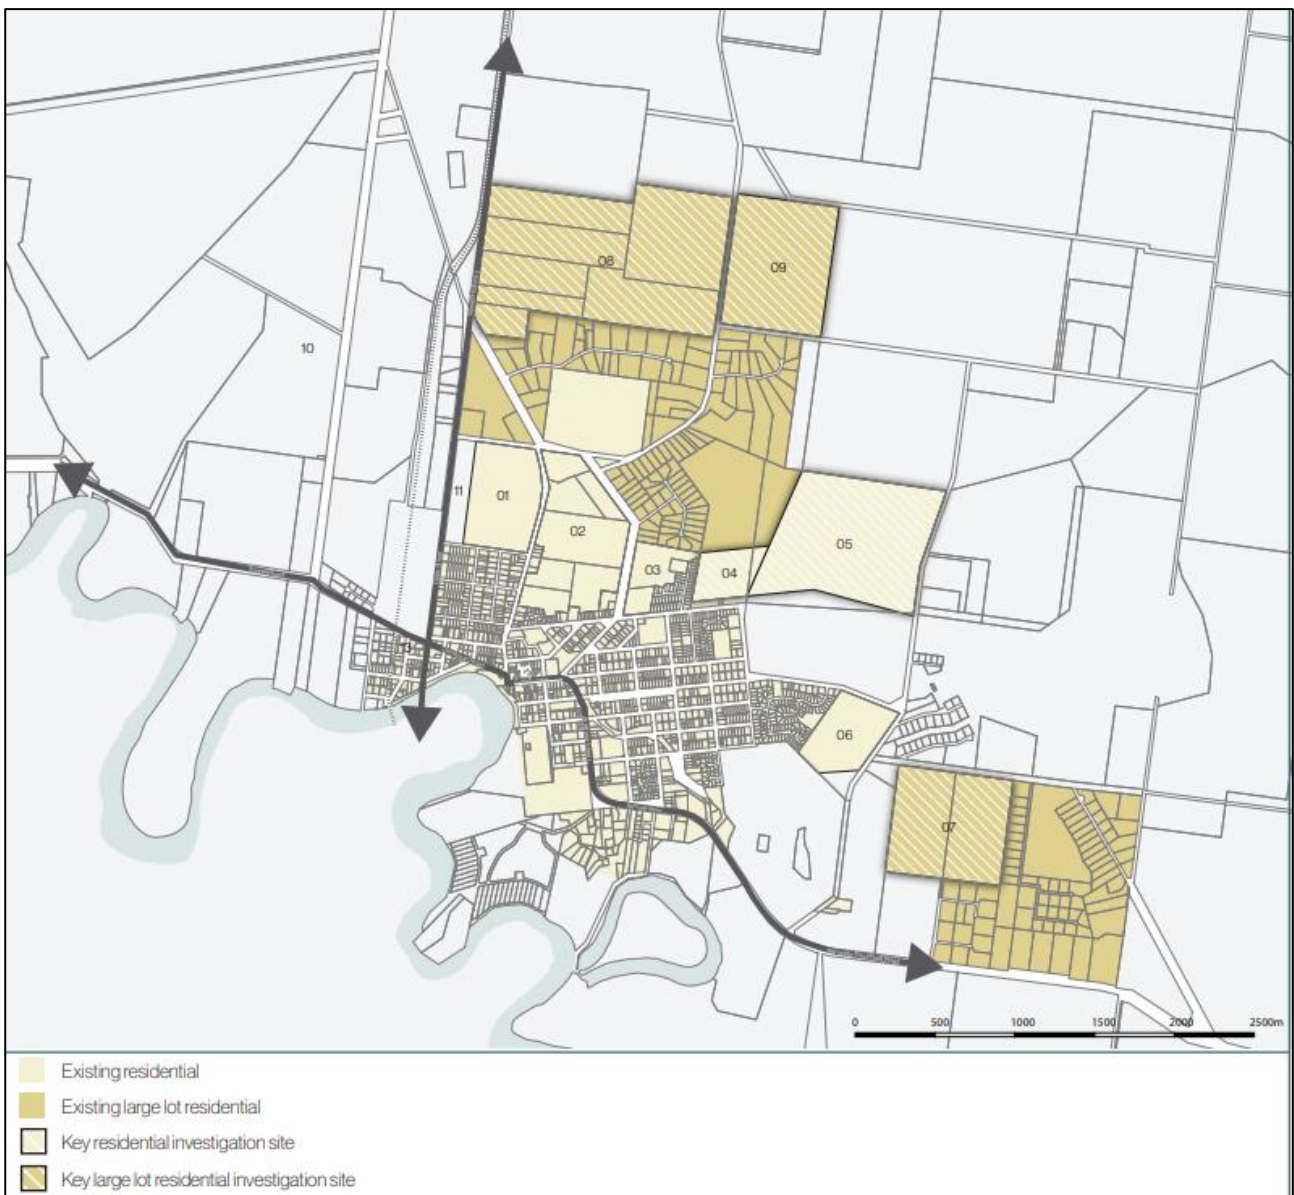 08
09
10
11
01
02
03
04
05
06
07
0 500 1000 1500 2000 2500m
Existing residential
Existing large lot residential
Key residential investigation site
Key large lot residential investigation site